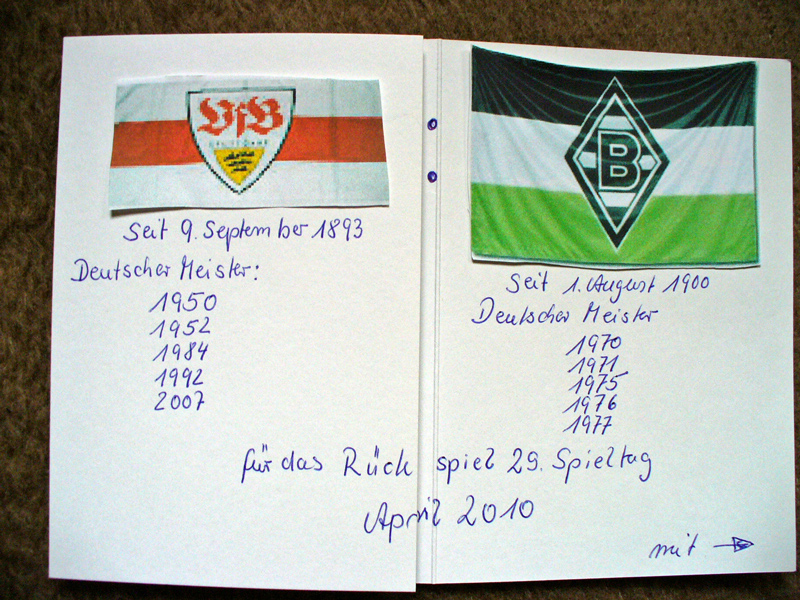 VfB
STUTTGART
Seit 9. September 1893
Deutscher Meister:
1950
1952
1984
1992
2007
B
Seit 1. August 1900
Deutscher Meister
1970
1971
1975
1976
1977
für das Rückspiel 29. Spieltag
April 2010
mit